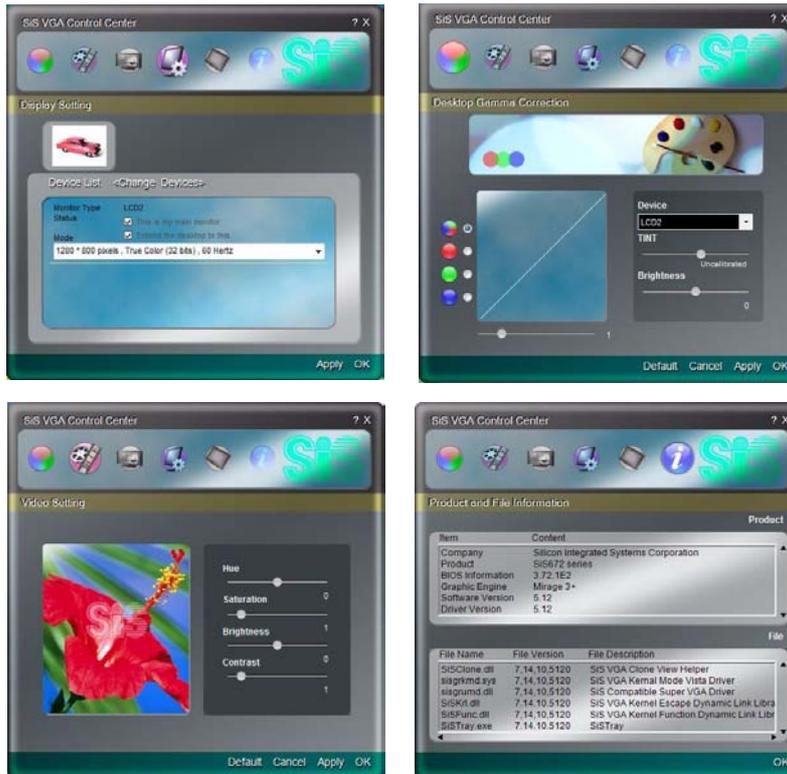 SiS VGA Control Center
? X
SiS
Display Setting
Device List <Change Devices>
Monitor Type LCD2
Status This is my main monitor
Extend the desktop to this
Mode
1280 * 800 pixels , True Color (32 bits) , 60 Hertz
Apply OK
SiS VGA Control Center
? X
SiS
Desktop Gamma Correction
Device
LCD2
TINT
Uncalibrated
Brightness
0
1
Default Cancel Apply OK
SiS VGA Control Center
? X
SiS
Video Setting
SiS
Hue
0
Saturation
1
Brightness
0
Contrast
1
Default Cancel Apply OK
SiS VGA Control Center
? X
i
SiS
Product and File Information
Product
Item Content
Company Silicon Integrated Systems Corporation
Product SiS672 series
BIOS Information 3.72.1E2
Graphic Engine Mirage 3+
Software Version 5.12
Driver Version 5.12
File
File Name File Version File Description
SiSClone.dll 7,14,10,5120 SiS VGA Clone View Helper
sisgrkmd.sys 7,14,10,5120 SiS VGA Kernal Mode Vista Driver
sisgrumd.dll 7,14,10,5120 SiS Compatible Super VGA Driver
SiSKrl.dll 7,14,10,5120 SiS VGA Kernel Escape Dynamic Link Libra
SiSFunc.dll 7,14,10,5120 SiS VGA Kernel Function Dynamic Link Libr
SiSTray.exe 7.14.10.5120 SiSTray
OK